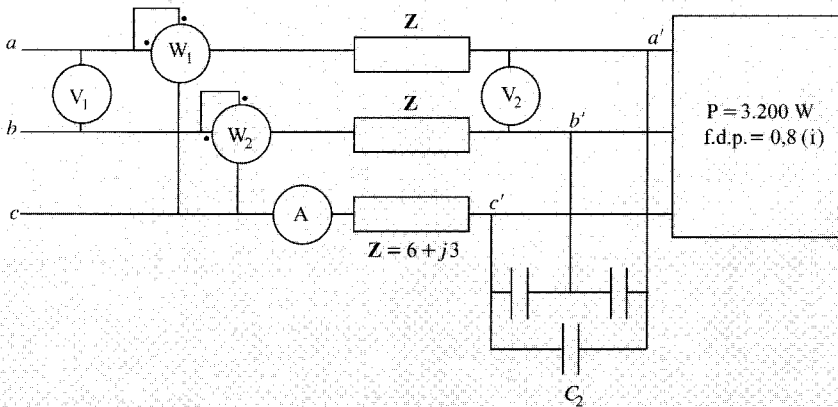 a
W₁
Z
a'
V₁
V₂
P = 3.200 W
f.d.p. = 0,8 (i)
b
W₂
Z
b'
c
A
c'
Z = 6 + j3
C₂